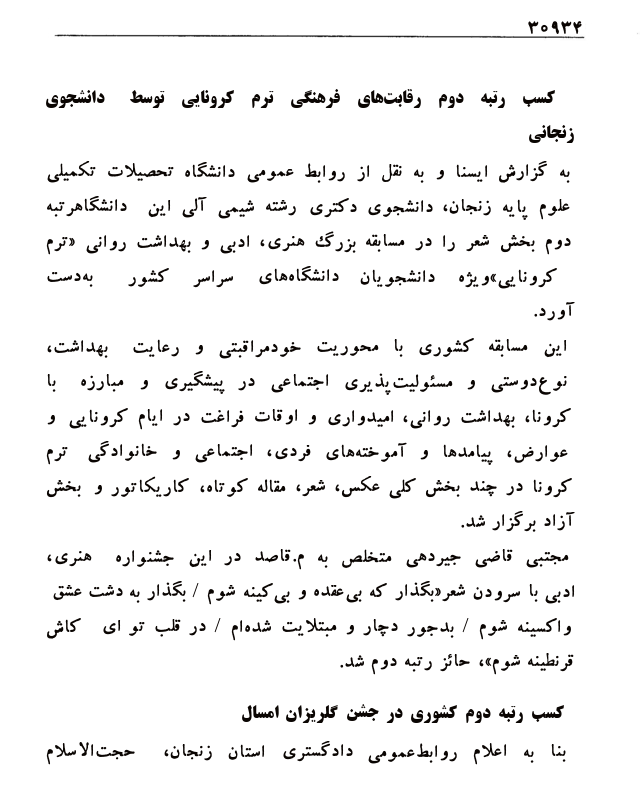 ۳۰۹۳۴
کسب رتبه دوم رقابت‌های فرهنگی ترم کرونایی توسط دانشجوی
زنجانی
به گزارش ایسنا و به نقل از روابط عمومی دانشگاه تحصیلات تکمیلی
علوم پایه زنجان، دانشجوی دکتری رشته شیمی آلی این دانشگاهرتبه
دوم بخش شعر را در مسابقه بزرگ هنری، ادبی و بهداشت روانی «ترم
کرونایی»ویژه دانشجویان دانشگاه‌های سراسر کشور به‌دست
آورد.
این مسابقه کشوری با محوریت خودمراقبتی و رعایت بهداشت،
نوع‌دوستی و مسئولیت‌پذیری اجتماعی در پیشگیری و مبارزه با
کرونا، بهداشت روانی، امیدواری و اوقات فراغت در ایام کرونایی و
عوارض، پیامدها و آموخته‌های فردی، اجتماعی و خانوادگی ترم
کرونا در چند بخش کلی عکس، شعر، مقاله کوتاه، کاریکاتور و بخش
آزاد برگزار شد.
مجتبی قاضی جیردهی متخلص به م.قاصد در این جشنواره هنری،
ادبی با سرودن شعر«بگذار که بی‌عقده و بی‌کینه شوم / بگذار به دشت عشق
واکسینه شوم / بدجور دچار و مبتلایت شده‌ام / در قلب تو ای کاش
قرنطینه شوم»، حائز رتبه دوم شد.
کسب رتبه دوم کشوری در جشن گلریزان امسال
بنا به اعلام روابط‌عمومی دادگستری استان زنجان، حجت‌الاسلام